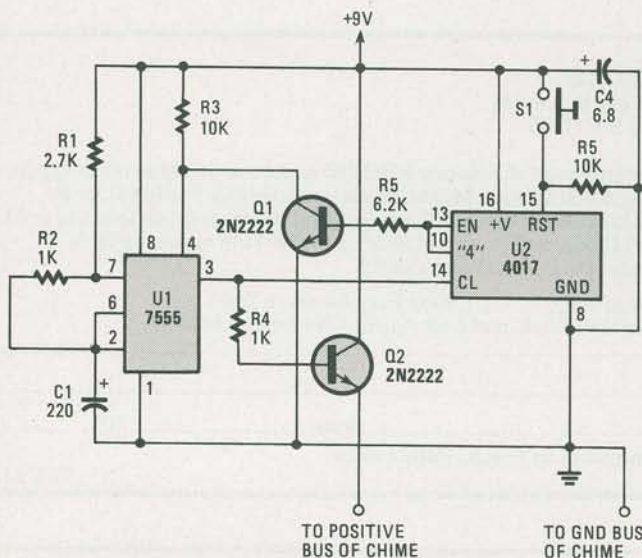 +9V
R1
2.7K
R3
10K
S1
+
C4
6.8
R5
10K
R2
1K
8
4
Q1
2N2222
R5
6.2K
16
15
+V
RST
13
EN
10
"4"
U2
4017
14
CL
GND
8
7
6
2
U1
7555
3
1
R4
1K
Q2
2N2222
C1
220
+
TO POSITIVE
BUS OF CHIME
TO GND BUS
OF CHIME